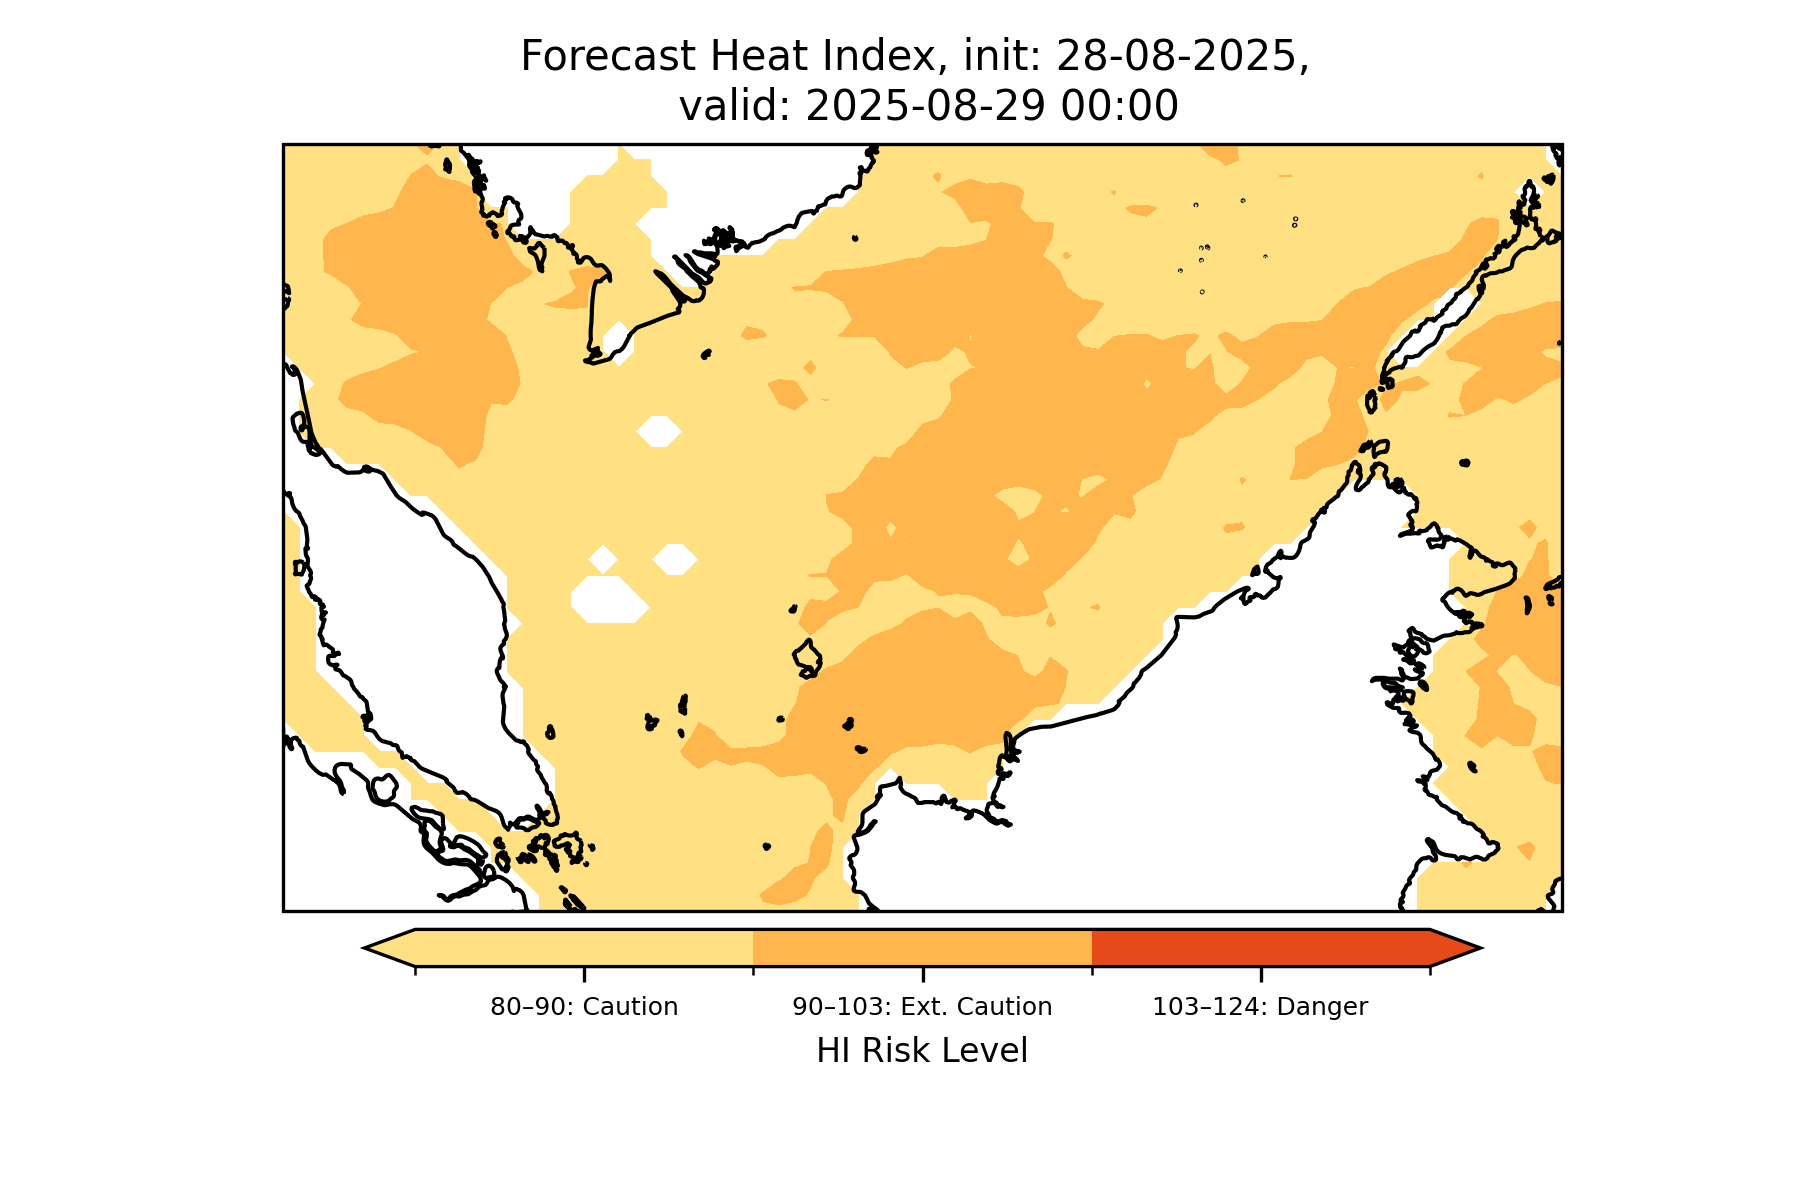 Forecast Heat Index, init: 28-08-2025,
valid: 2025-08-29 00:00
80–90: Caution
90–103: Ext. Caution
103–124: Danger
HI Risk Level